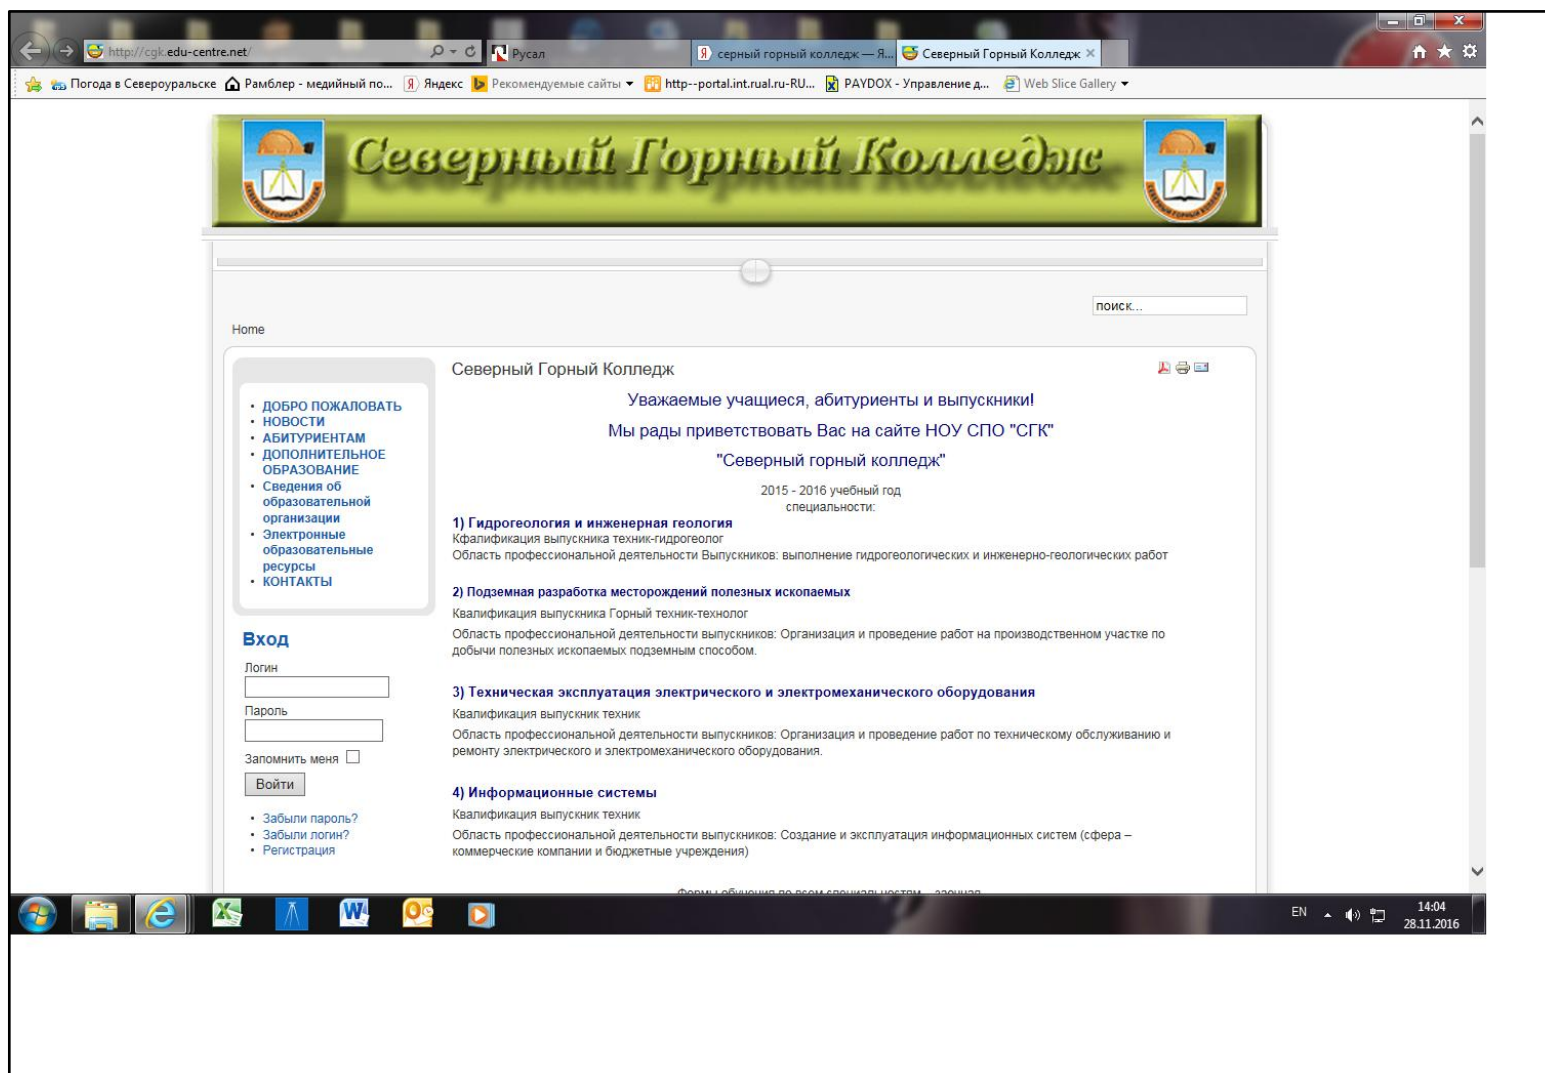 http://cgk.edu-centre.net/
Русал
серный горный колледж — Я...
Северный Горный Колледж
Погода в Североуральске
Рамблер - медийный по...
Яндекс
Рекомендуемые сайты
http--portal.int.rual.ru-RU...
PAYDOX - Управление д...
Web Slice Gallery
Северный Горный Колледж
поиск...
Home
ДОБРО ПОЖАЛОВАТЬ
НОВОСТИ
АБИТУРИЕНТАМ
ДОПОЛНИТЕЛЬНОЕ
ОБРАЗОВАНИЕ
Сведения об
образовательной
организации
Электронные
образовательные
ресурсы
КОНТАКТЫ
Вход
Логин
Пароль
Запомнить меня
Войти
Забыли пароль?
Забыли логин?
Регистрация
Северный Горный Колледж
Уважаемые учащиеся, абитуриенты и выпускники!
Мы рады приветствовать Вас на сайте НОУ СПО "СГК"
"Северный горный колледж"
2015 - 2016 учебный год
специальности:
1) Гидрогеология и инженерная геология
Кфалификация выпускника техник-гидрогеолог
Область профессиональной деятельности Выпускников: выполнение гидрогеологических и инженерно-геологических работ
2) Подземная разработка месторождений полезных ископаемых
Квалификация выпускника Горный техник-технолог
Область профессиональной деятельности выпускников: Организация и проведение работ на производственном участке по
добычи полезных ископаемых подземным способом.
3) Техническая эксплуатация электрического и электромеханического оборудования
Квалификация выпускник техник
Область профессиональной деятельности выпускников: Организация и проведение работ по техническому обслуживанию и
ремонту электрического и электромеханического оборудования.
4) Информационные системы
Квалификация выпускник техник
Область профессиональной деятельности выпускников: Создание и эксплуатация информационных систем (сфера –
коммерческие компании и бюджетные учреждения)
Формы обучения по всем специальностям – заочная
EN
14:04
28.11.2016